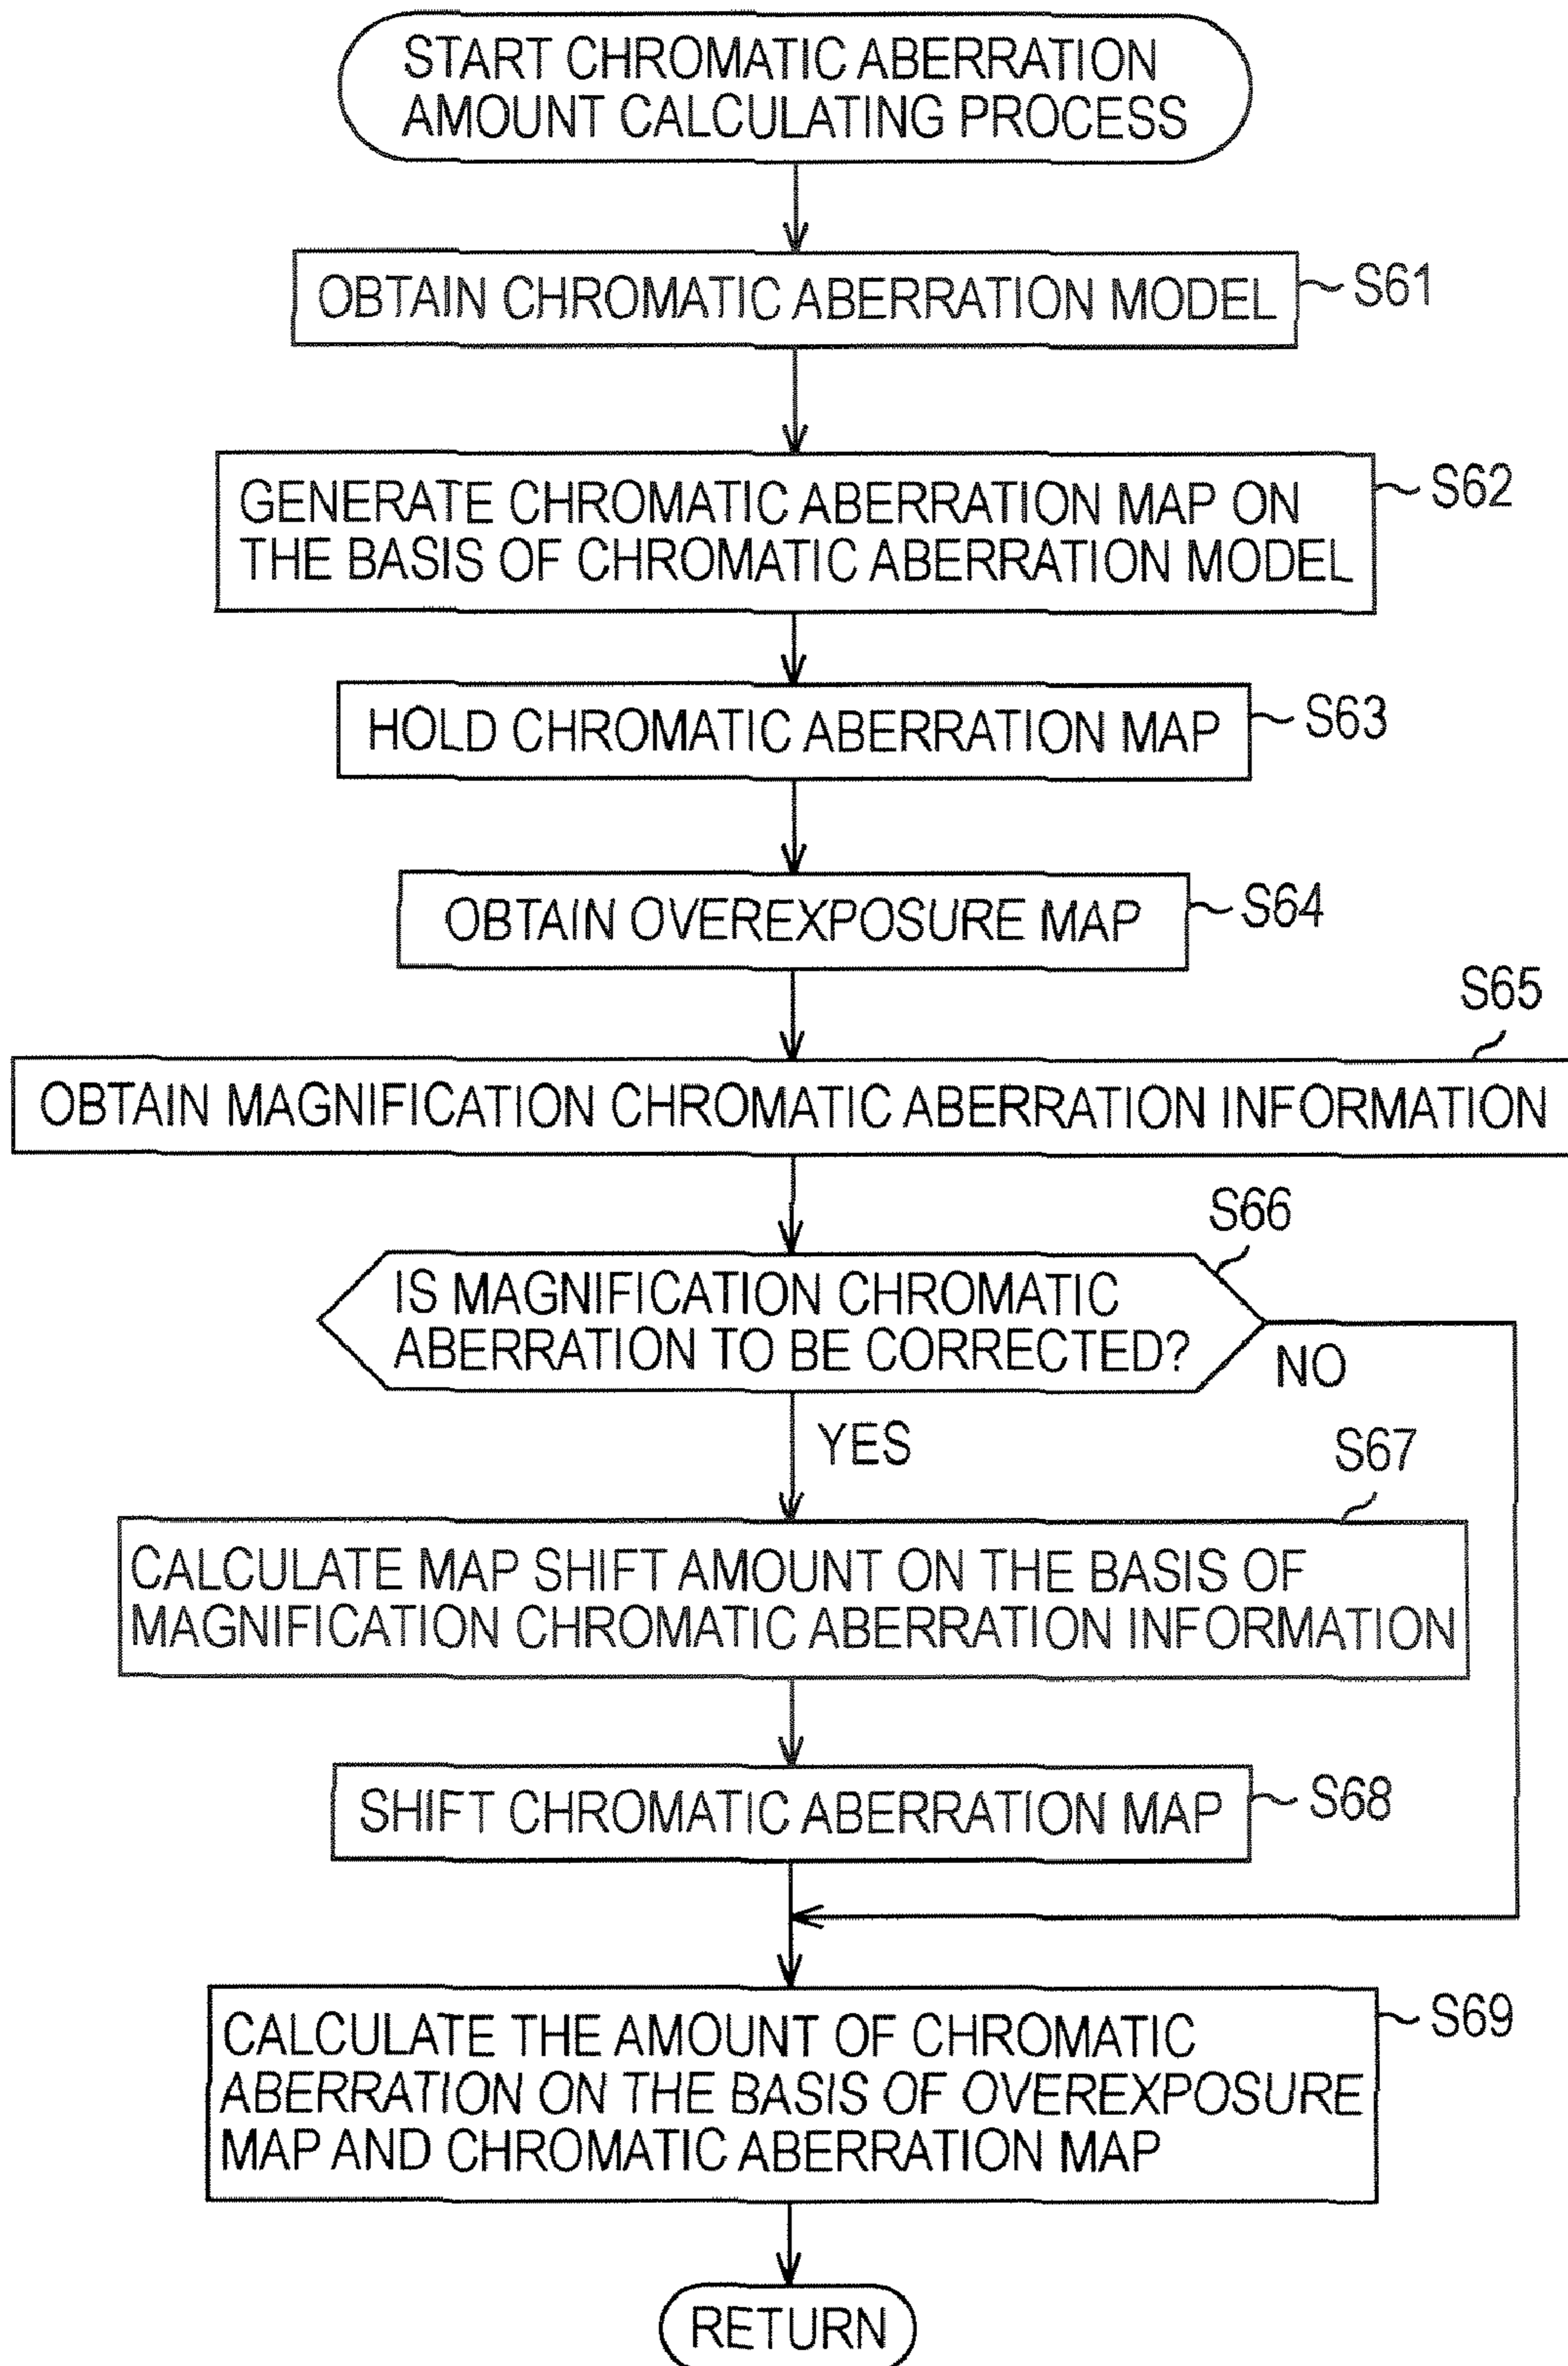 START CHROMATIC ABERRATION
AMOUNT CALCULATING PROCESS
OBTAIN CHROMATIC ABERRATION MODEL
S61
GENERATE CHROMATIC ABERRATION MAP ON
THE BASIS OF CHROMATIC ABERRATION MODEL
S62
HOLD CHROMATIC ABERRATION MAP
S63
OBTAIN OVEREXPOSURE MAP
S64
S65
OBTAIN MAGNIFICATION CHROMATIC ABERRATION INFORMATION
S66
IS MAGNIFICATION CHROMATIC
ABERRATION TO BE CORRECTED?
NO
YES
S67
CALCULATE MAP SHIFT AMOUNT ON THE BASIS OF
MAGNIFICATION CHROMATIC ABERRATION INFORMATION
SHIFT CHROMATIC ABERRATION MAP
S68
CALCULATE THE AMOUNT OF CHROMATIC
ABERRATION ON THE BASIS OF OVEREXPOSURE
MAP AND CHROMATIC ABERRATION MAP
S69
RETURN